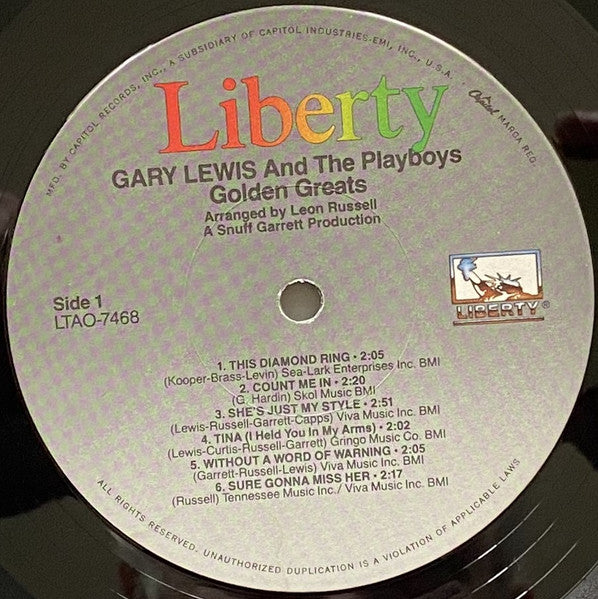 MFD. BY CAPITOL RECORDS, INC., A SUBSIDIARY OF CAPITOL INDUSTRIES-EMI, INC., U.S.A. • Capitol MARCA REG.
Liberty
GARY LEWIS And The Playboys
Golden Greats
Arranged by Leon Russell
A Snuff Garrett Production
Side 1
LTAO-7468
LIBERTY®
1. THIS DIAMOND RING • 2:05
(Kooper-Brass-Levin) Sea-Lark Enterprises Inc. BMI
2. COUNT ME IN • 2:20
(G. Hardin) Skol Music BMI
3. SHE'S JUST MY STYLE • 2:51
(Lewis-Russell-Garrett-Capps) Viva Music Inc. BMI
4. TINA (I Held You In My Arms) • 2:02
(Lewis-Curtis-Russell-Garrett) Gringo Music Co. BMI
5. WITHOUT A WORD OF WARNING • 2:05
(Garrett-Russell-Lewis) Viva Music Inc. BMI
6. SURE GONNA MISS HER • 2:17
(Russell) Tennessee Music Inc./ Viva Music Inc. BMI
ALL RIGHTS RESERVED. UNAUTHORIZED DUPLICATION IS A VIOLATION OF APPLICABLE LAWS